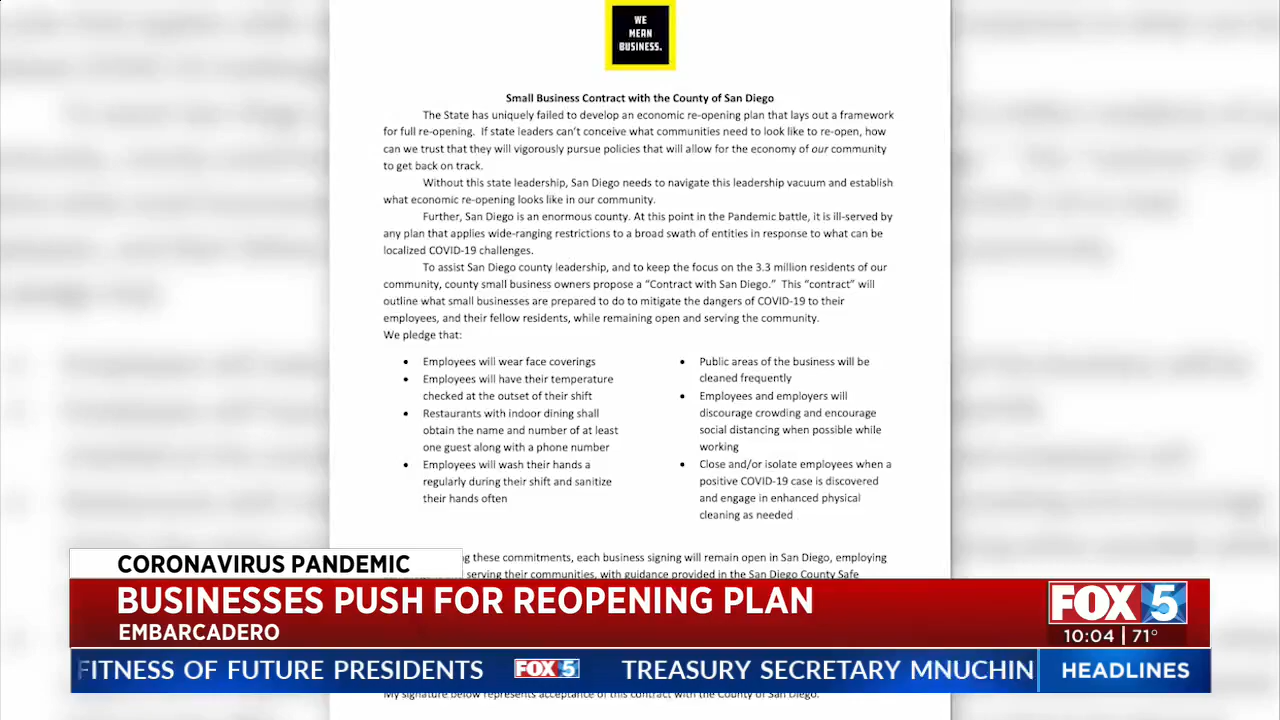 WE
MEAN
BUSINESS.
Small Business Contract with the County of San Diego
The State has uniquely failed to develop an economic re-opening plan that lays out a framework
for full re-opening. If state leaders can't conceive what communities need to look like to re-open, how
can we trust that they will vigorously pursue policies that will allow for the economy of our community
to get back on track.
Without this state leadership, San Diego needs to navigate this leadership vacuum and establish
what economic re-opening looks like in our community.
Further, San Diego is an enormous county. At this point in the Pandemic battle, it is ill-served by
any plan that applies wide-ranging restrictions to a broad swath of entities in response to what can be
localized COVID-19 challenges.
To assist San Diego county leadership, and to keep the focus on the 3.3 million residents of our
community, county small business owners propose a “Contract with San Diego.” This “contract” will
outline what small businesses are prepared to do to mitigate the dangers of COVID-19 to their
employees, and their fellow residents, while remaining open and serving the community.
We pledge that:
• Employees will wear face coverings
• Employees will have their temperature
checked at the outset of their shift
• Restaurants with indoor dining shall
obtain the name and number of at least
one guest along with a phone number
• Employees will wash their hands a
regularly during their shift and sanitize
their hands often
• Public areas of the business will be
cleaned frequently
• Employees and employers will
discourage crowding and encourage
social distancing when possible while
working
• Close and/or isolate employees when a
positive COVID-19 case is discovered
and engage in enhanced physical
cleaning as needed
these commitments, each business signing will remain open in San Diego, employing
serving their communities, with guidance provided in the San Diego County Safe
CORONAVIRUS PANDEMIC
BUSINESSES PUSH FOR REOPENING PLAN
EMBARCADERO
FOX 5
10:04 | 71°
FITNESS OF FUTURE PRESIDENTS FOX 5 TREASURY SECRETARY MNUCHIN
HEADLINES
My signature below represents acceptance of this contract with the County of San Diego.